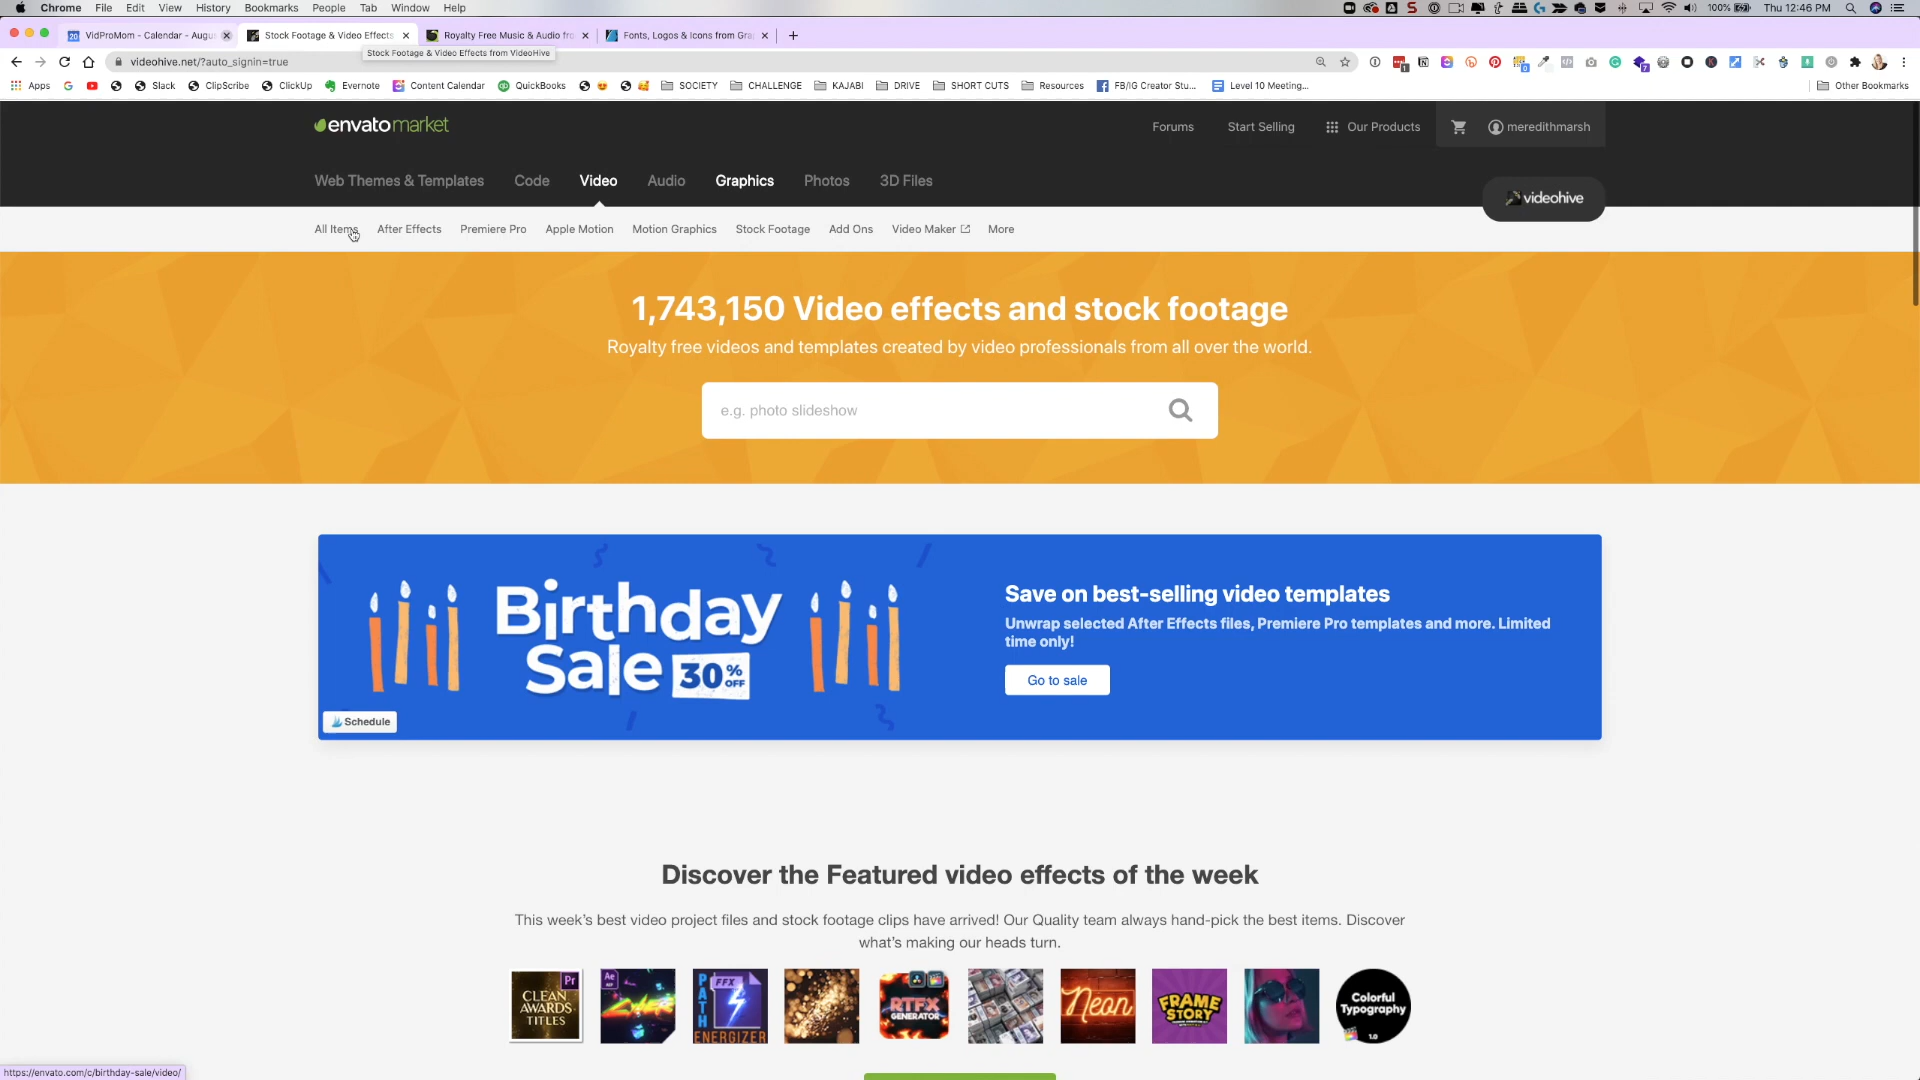 Chrome File Edit View History Bookmarks People Tab Window Help
100% Thu 12:46 PM
VidProMom - Calendar - Augu
Stock Footage & Video Effects
Royalty Free Music & Audio fro
Fonts, Logos & Icons from Gra
Stock Footage & Video Effects from VideoHive
videohive.net/?auto_signin=true
Apps Slack ClipScribe ClickUp Evernote Content Calendar QuickBooks SOCIETY CHALLENGE KAJABI DRIVE SHORT CUTS Resources FB/IG Creator Stu... Level 10 Meeting... Other Bookmarks
envatomarket
Forums Start Selling Our Products meredithmarsh
Web Themes & Templates Code Video Audio Graphics Photos 3D Files
videohive
All Items After Effects Premiere Pro Apple Motion Motion Graphics Stock Footage Add Ons Video Maker More
1,743,150 Video effects and stock footage
Royalty free videos and templates created by video professionals from all over the world.
e.g. photo slideshow
Birthday
Sale 30% OFF
Save on best-selling video templates
Unwrap selected After Effects files, Premiere Pro templates and more. Limited
time only!
Go to sale
Schedule
Discover the Featured video effects of the week
This week's best video project files and stock footage clips have arrived! Our Quality team always hand-pick the best items. Discover
what's making our heads turn.
CLEAN
AWARDS
TITLES
Pr
Ae
PATH
FFX
ENERGIZER
RTFX
GENERATOR
Neon
FRAME
STORY
Colorful
Typography
1.0
https://envato.com/c/birthday-sale/video/